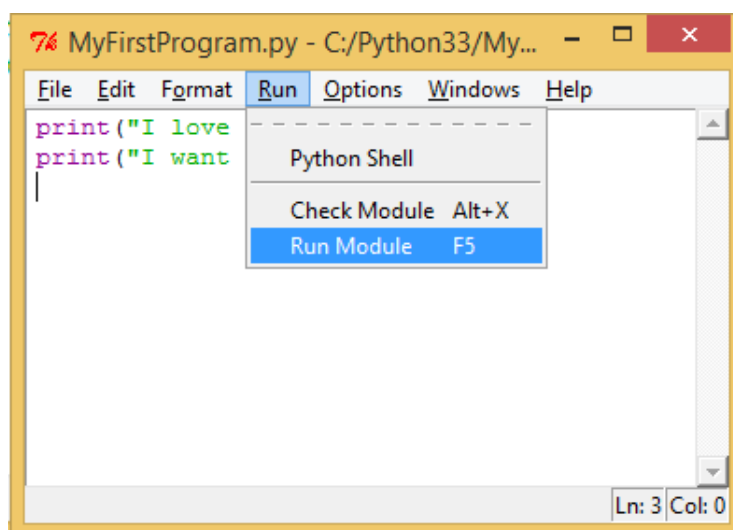 MyFirstProgram.py - C:/Python33/My...
File Edit Format Run Options Windows Help
print("I love
print("I want
Python Shell
Check Module Alt+X
Run Module F5
Ln: 3 Col: 0